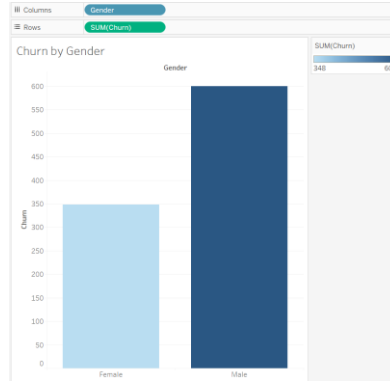 Columns Gender
Rows SUM(Churn)
Churn by Gender
SUM(Churn)
348
Gender
600
550
500
450
400
350
300
250
200
150
100
50
0
Churn
Female Male